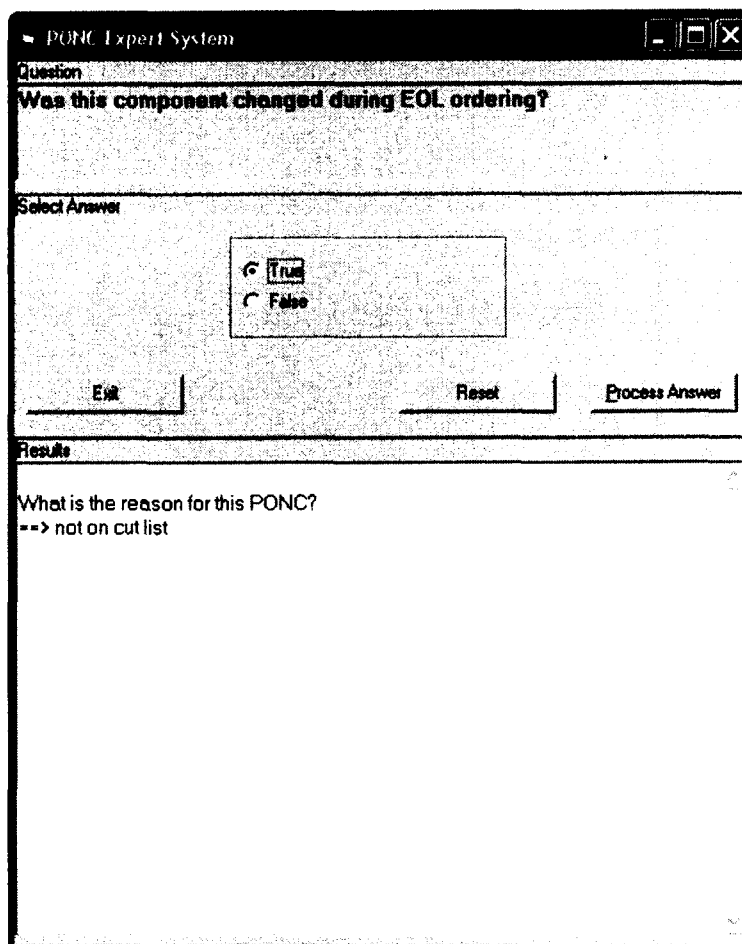 PONC Expert System
Question
Was this component changed during EOL ordering?
Select Answer
True
False
Exit Reset Process Answer
Results
What is the reason for this PONC?
==> not on cut list